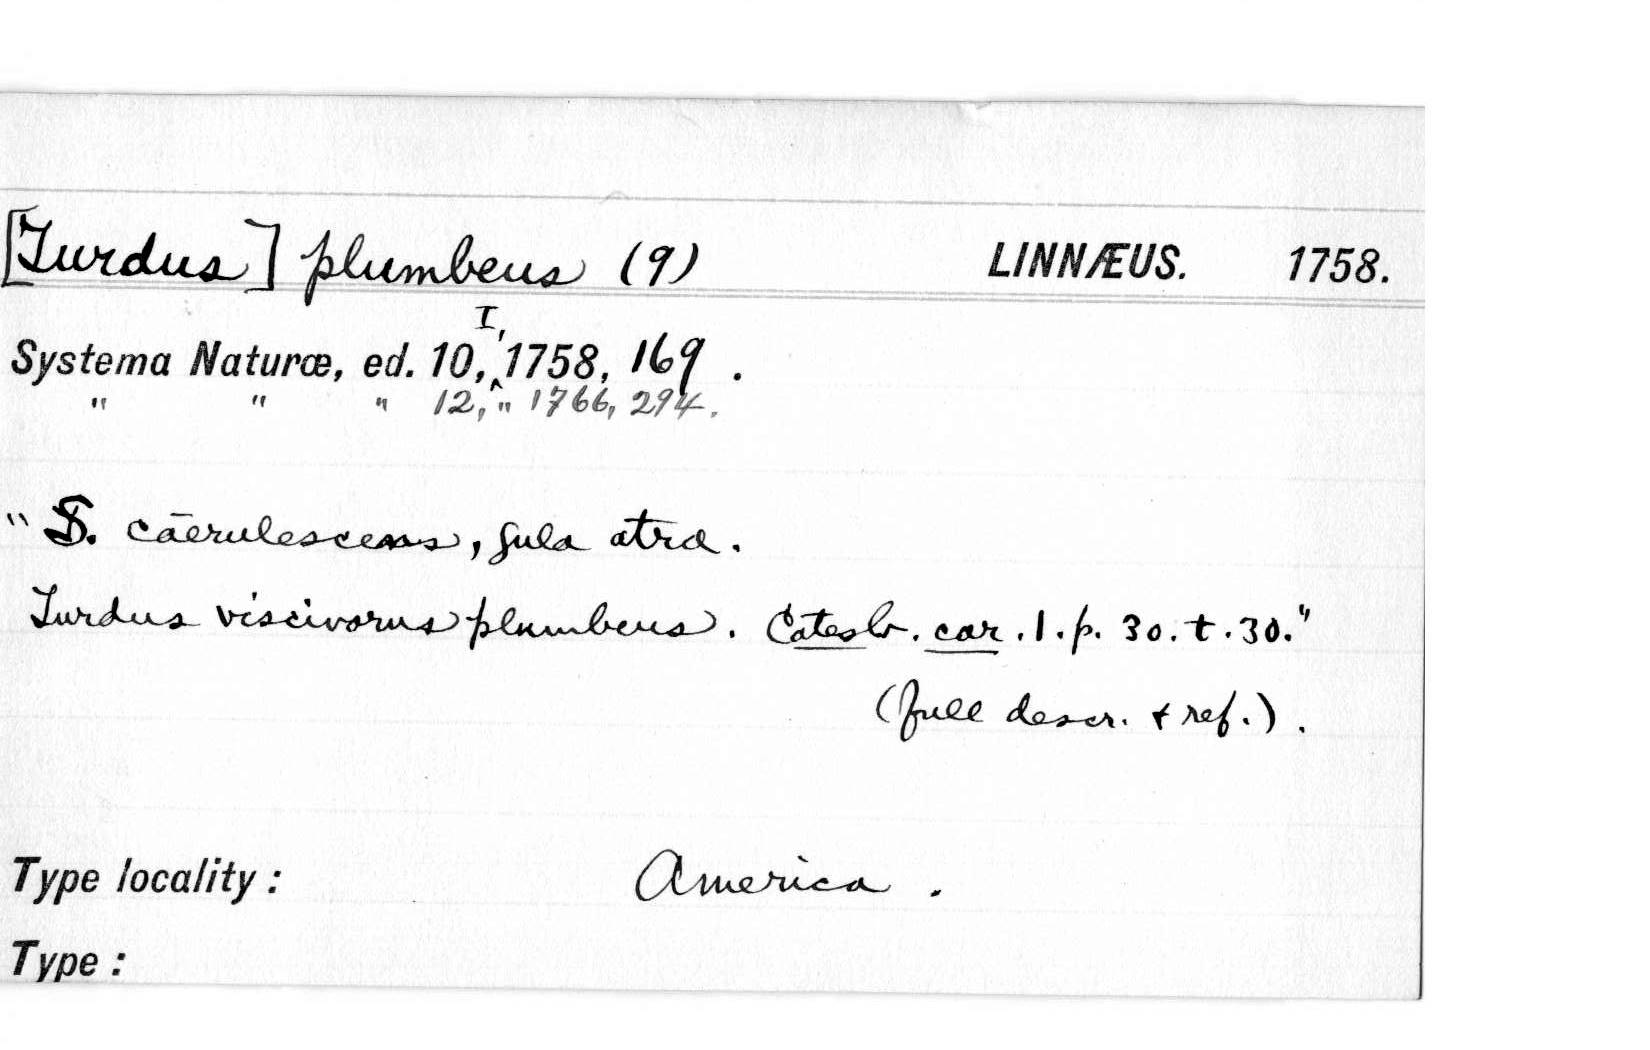 [Turdus] plumbeus (9) LINNÆUS. 1758.
Systema Naturæ, ed. 10, I, 1758, 169.
" " " 12, " 1766, 294.
"T. cærulescens, gula atra.
Turdus viscivorus plumbeus. Catesb. car. 1. p. 30. t. 30."
(full descr. & ref.).
Type locality: America.
Type: